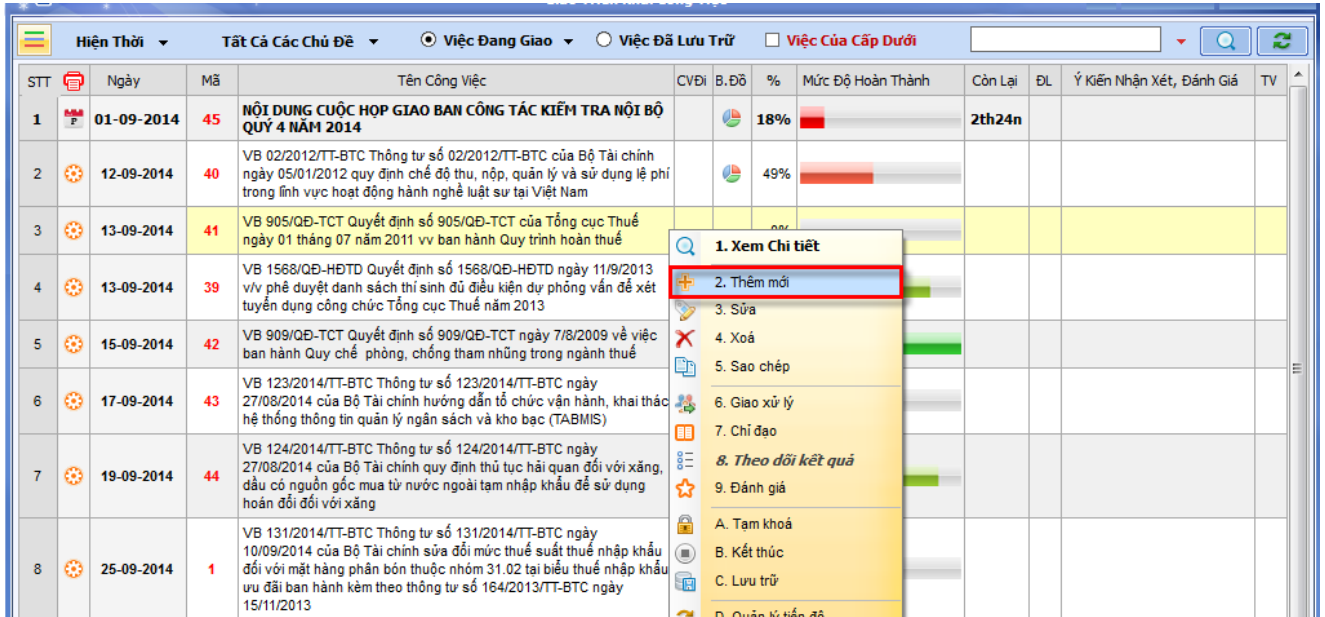 Hiện Thời Tất Cả Các Chủ Đề Việc Đang Giao Việc Đã Lưu Trữ Việc Của Cấp Dưới
STT Ngày Mã Tên Công Việc CVĐi B.Đồ % Mức Độ Hoàn Thành Còn Lại ĐL Ý Kiến Nhận Xét, Đánh Giá TV
1 01-09-2014 45 NỘI DUNG CUỘC HỌP GIAO BAN CÔNG TÁC KIỂM TRA NỘI BỘ 18% 2th24n
QUÝ 4 NĂM 2014
VB 02/2012/TT-BTC Thông tư số 02/2012/TT-BTC của Bộ Tài chính
2 12-09-2014 40 ngày 05/01/2012 quy định chế độ thu, nộp, quản lý và sử dụng lệ phí 49%
trong lĩnh vực hoạt động hành nghề luật sư tại Việt Nam
3 13-09-2014 41 VB 905/QĐ-TCT Quyết định số 905/QĐ-TCT của Tổng cục Thuế
ngày 01 tháng 07 năm 2011 vv ban hành Quy trình hoàn thuế
VB 1568/QĐ-HĐTD Quyết định số 1568/QĐ-HĐTD ngày 11/9/2013
4 13-09-2014 39 v/v phê duyệt danh sách thí sinh đủ điều kiện dự phỏng vấn để xét
tuyển dụng công chức Tổng cục Thuế năm 2013
5 15-09-2014 42 VB 909/QĐ-TCT Quyết định số 909/QĐ-TCT ngày 7/8/2009 về việc
ban hành Quy chế phòng, chống tham nhũng trong ngành thuế
VB 123/2014/TT-BTC Thông tư số 123/2014/TT-BTC ngày
6 17-09-2014 43 27/08/2014 của Bộ Tài chính hướng dẫn tổ chức vận hành, khai thác
hệ thống thông tin quản lý ngân sách và kho bạc (TABMIS)
VB 124/2014/TT-BTC Thông tư số 124/2014/TT-BTC ngày
27/08/2014 của Bộ Tài chính quy định thủ tục hải quan đối với xăng,
7 19-09-2014 44 dầu có nguồn gốc mua từ nước ngoài tạm nhập khẩu để sử dụng
hoán đổi đối với xăng
VB 131/2014/TT-BTC Thông tư số 131/2014/TT-BTC ngày
10/09/2014 của Bộ Tài chính sửa đổi mức thuế suất thuế nhập khẩu
8 25-09-2014 1 đối với mặt hàng phân bón thuộc nhóm 31.02 tại biểu thuế nhập khẩu
ưu đãi ban hành kèm theo thông tư số 164/2013/TT-BTC ngày
15/11/2013
1. Xem Chi tiết
2. Thêm mới
3. Sửa
4. Xoá
5. Sao chép
6. Giao xử lý
7. Chỉ đạo
8. Theo dõi kết quả
9. Đánh giá
A. Tạm khoá
B. Kết thúc
C. Lưu trữ
D. Quản lý tiến độ